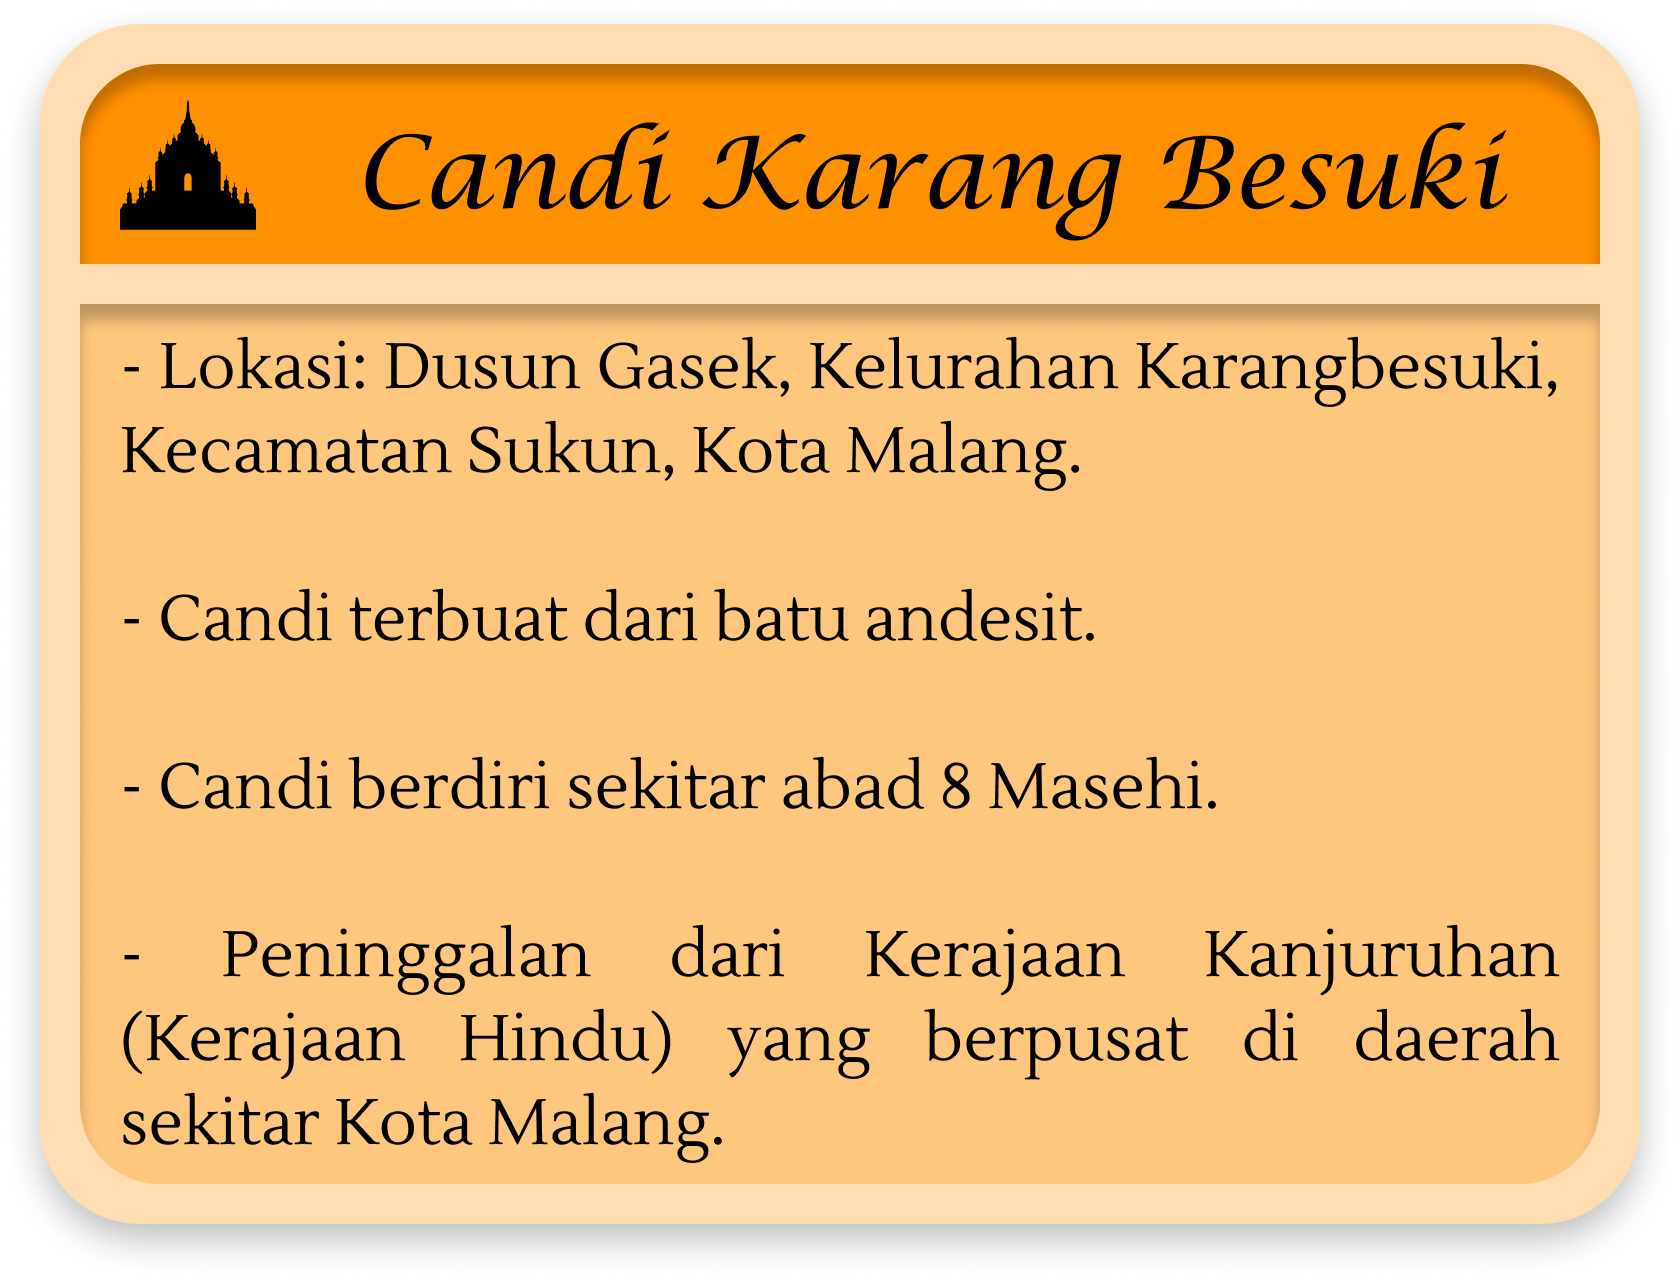 Candi Karang Besuki
- Lokasi: Dusun Gasek, Kelurahan Karangbesuki,
Kecamatan Sukun, Kota Malang.
- Candi terbuat dari batu andesit.
- Candi berdiri sekitar abad 8 Masehi.
- Peninggalan dari Kerajaan Kanjuruhan
(Kerajaan Hindu) yang berpusat di daerah
sekitar Kota Malang.